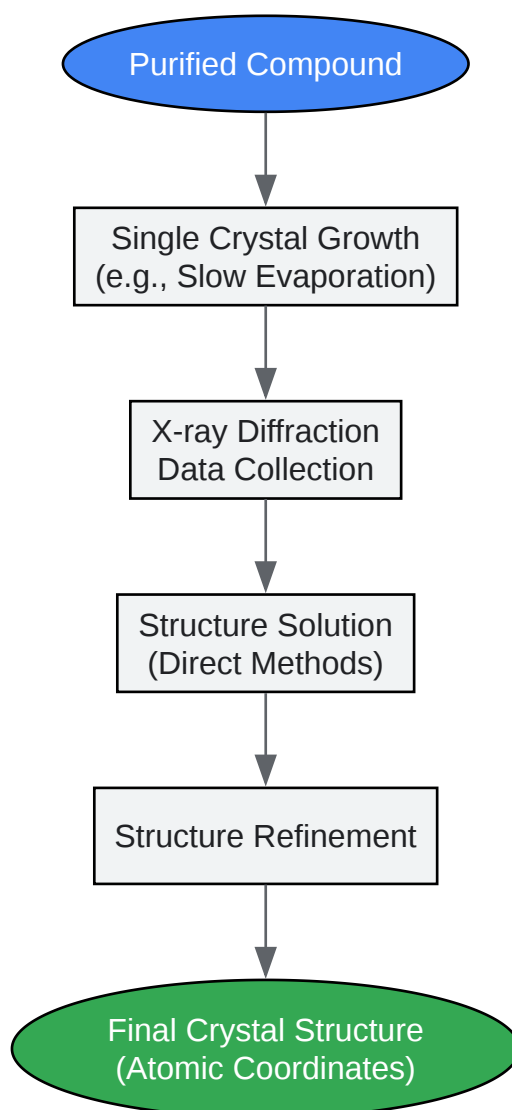 Purified Compound
Single Crystal Growth
(e.g., Slow Evaporation)
X-ray Diffraction
Data Collection
Structure Solution
(Direct Methods)
Structure Refinement
Final Crystal Structure
(Atomic Coordinates)